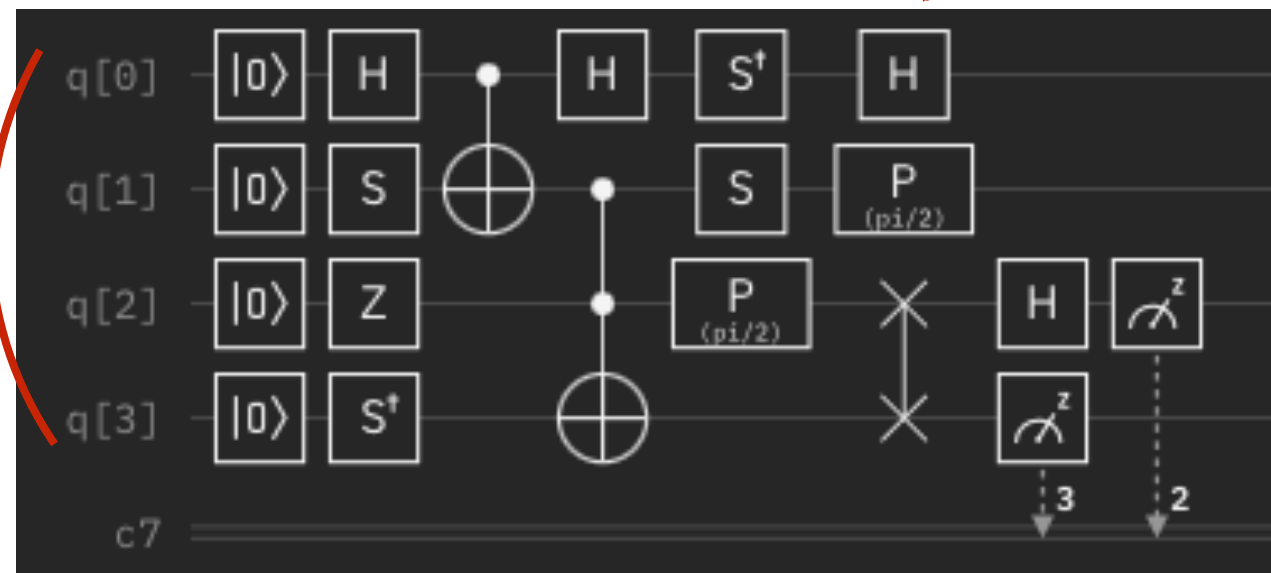 q[0] |0⟩ H H S† H
q[1] |0⟩ S S P (pi/2)
q[2] |0⟩ Z P (pi/2) H z
q[3] |0⟩ S† z
3 2
c7